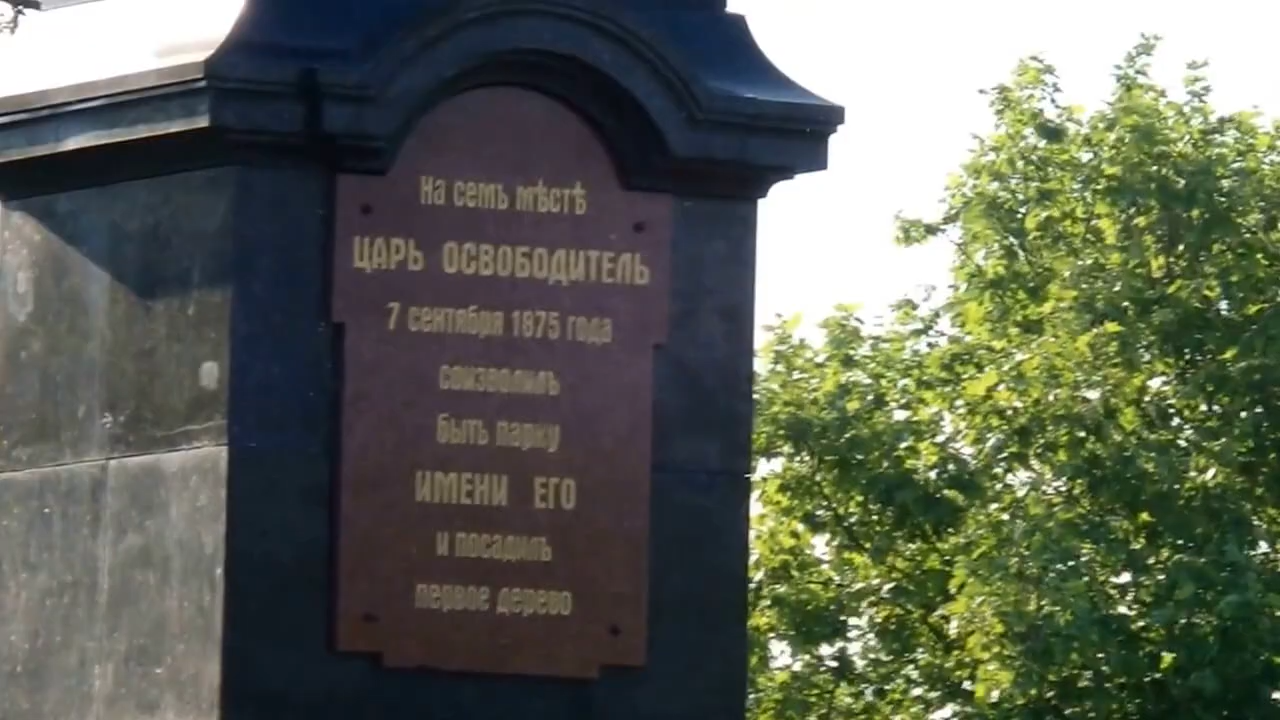 На семъ мѣстѣ
ЦАРЬ ОСВОБОДИТЕЛЬ
7 сентября 1875 года
соизволилъ
быть парку
ИМЕНИ ЕГО
и посадилъ
первое дерево